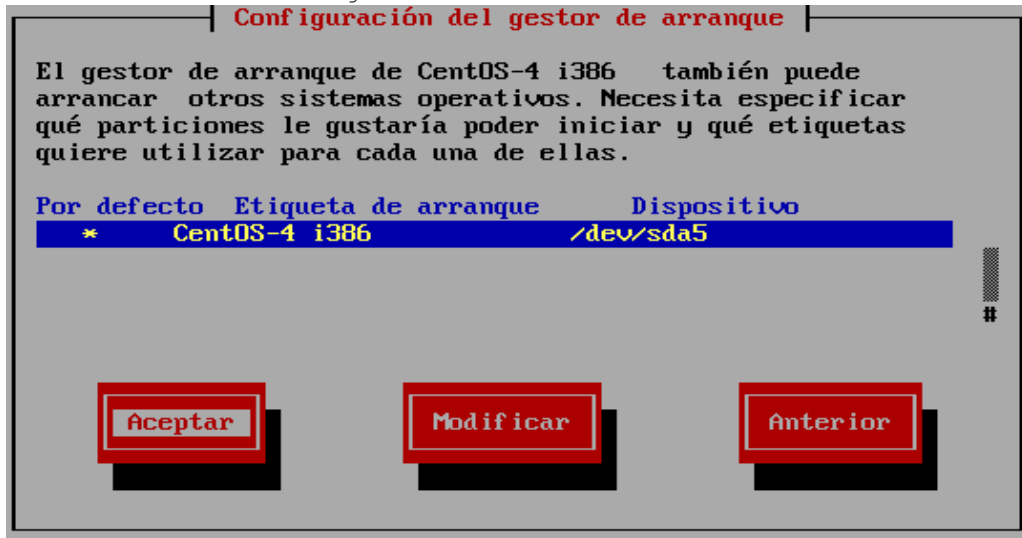 Configuración del gestor de arranque
El gestor de arranque de CentOS-4 i386 también puede
arrancar otros sistemas operativos. Necesita especificar
qué particiones le gustaría poder iniciar y qué etiquetas
quiere utilizar para cada una de ellas.
Por defecto Etiqueta de arranque Dispositivo
* CentOS-4 i386 /dev/sda5
#
Aceptar Modificar Anterior